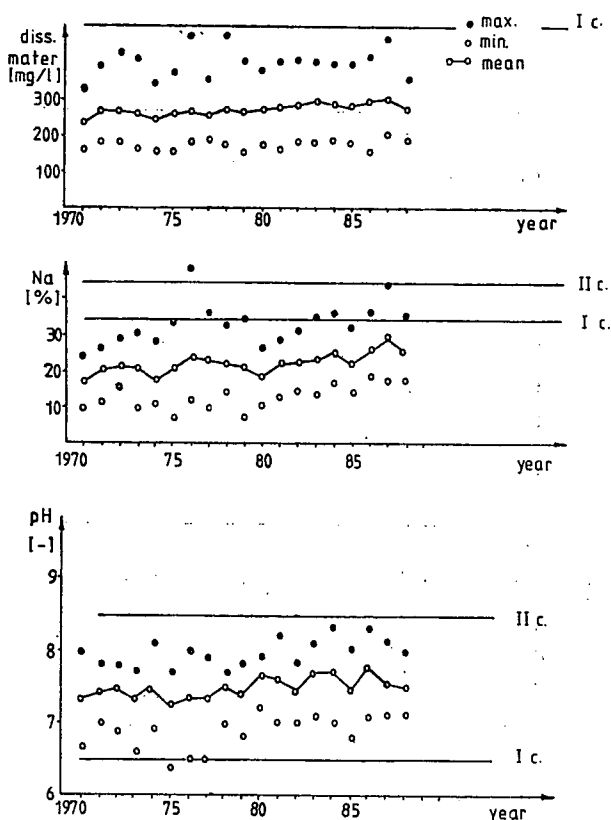 diss. mater [mg/l]
● max.
○ min.
o-o mean
I c.
300
200
100
1970 75 80 85 year
Na [%]
II c.
I c.
30
20
10
1970 75 80 85 year
pH [-]
9
II c.
8
7
I c.
6
1970 75 80 85 year